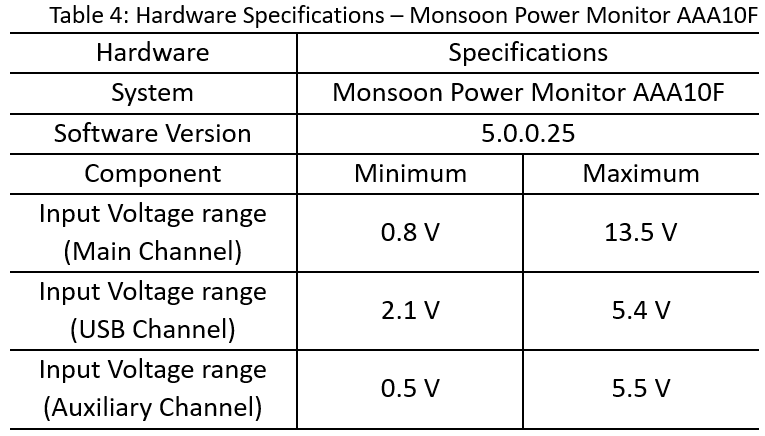 Table 4: Hardware Specifications – Monsoon Power Monitor AAA10F
Hardware Specifications
System Monsoon Power Monitor AAA10F
Software Version 5.0.0.25
Component Minimum Maximum
Input Voltage range
(Main Channel) 0.8 V 13.5 V
Input Voltage range
(USB Channel) 2.1 V 5.4 V
Input Voltage range
(Auxiliary Channel) 0.5 V 5.5 V